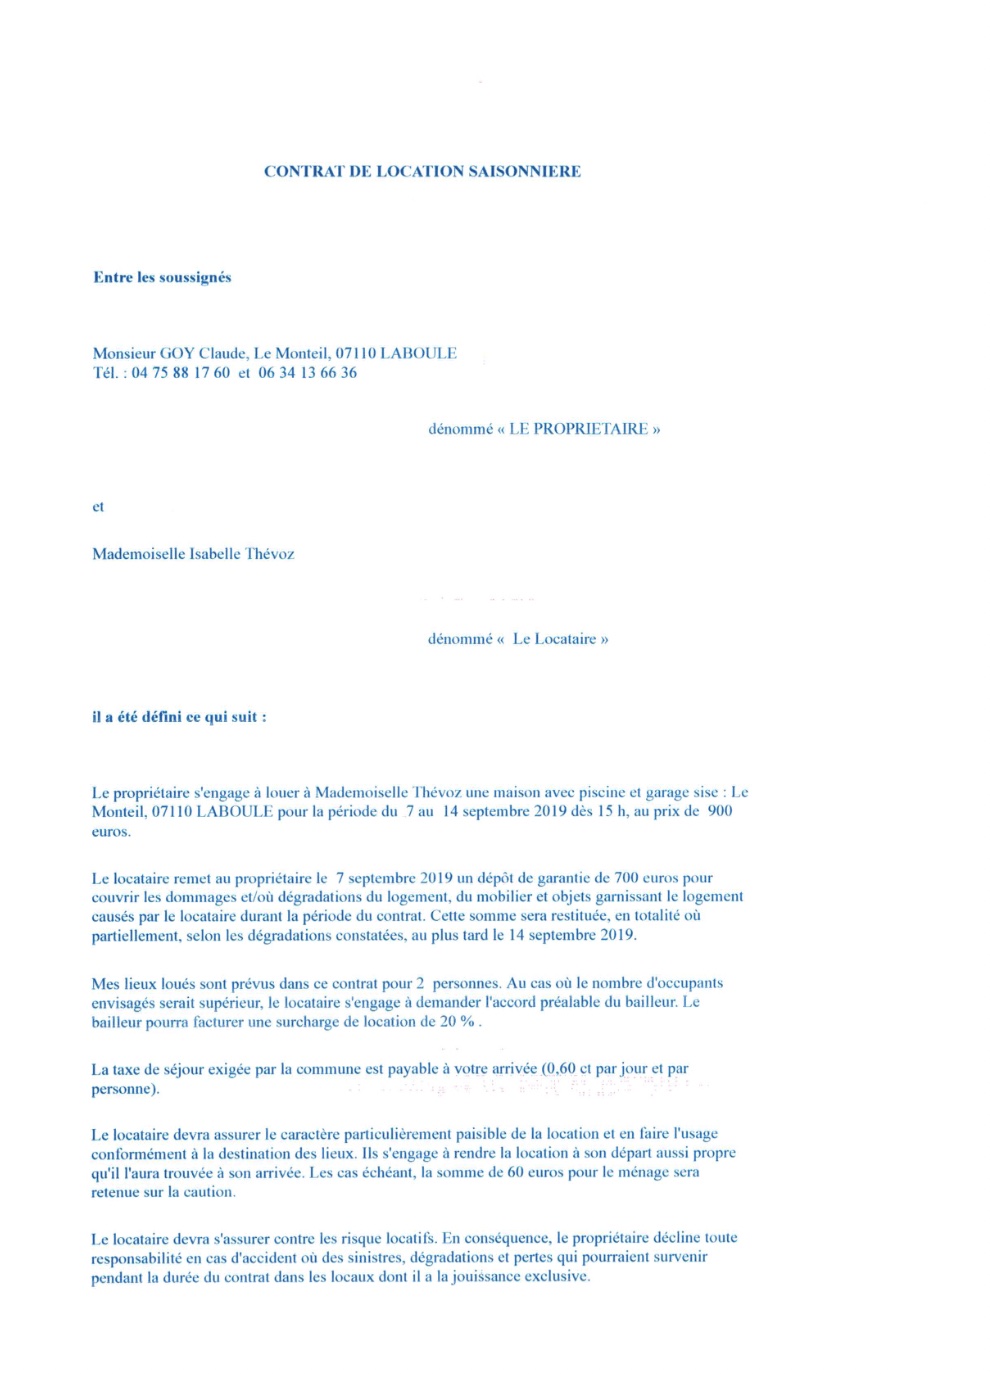 CONTRAT DE LOCATION SAISONNIERE
Entre les soussignés
Monsieur GOY Claude, Le Monteil, 07110 LABOULE
Tél. : 04 75 88 17 60 et 06 34 13 66 36
dénommé « LE PROPRIETAIRE »
et
Mademoiselle Isabelle Thévoz
dénommé « Le Locataire »
il a été défini ce qui suit :
Le propriétaire s'engage à louer à Mademoiselle Thévoz une maison avec piscine et garage sise : Le
Monteil, 07110 LABOULE pour la période du 7 au 14 septembre 2019 dès 15 h, au prix de 900
euros.
Le locataire remet au propriétaire le 7 septembre 2019 un dépôt de garantie de 700 euros pour
couvrir les dommages et/où dégradations du logement, du mobilier et objets garnissant le logement
causés par le locataire durant la période du contrat. Cette somme sera restituée, en totalité où
partiellement, selon les dégradations constatées, au plus tard le 14 septembre 2019.
Mes lieux loués sont prévus dans ce contrat pour 2 personnes. Au cas où le nombre d'occupants
envisagés serait supérieur, le locataire s'engage à demander l'accord préalable du bailleur. Le
bailleur pourra facturer une surcharge de location de 20 % .
La taxe de séjour exigée par la commune est payable à votre arrivée (0,60 ct par jour et par
personne).
Le locataire devra assurer le caractère particulièrement paisible de la location et en faire l'usage
conformément à la destination des lieux. Ils s'engage à rendre la location à son départ aussi propre
qu'il l'aura trouvée à son arrivée. Les cas échéant, la somme de 60 euros pour le ménage sera
retenue sur la caution.
Le locataire devra s'assurer contre les risque locatifs. En conséquence, le propriétaire décline toute
responsabilité en cas d'accident où des sinistres, dégradations et pertes qui pourraient survenir
pendant la durée du contrat dans les locaux dont il a la jouissance exclusive.